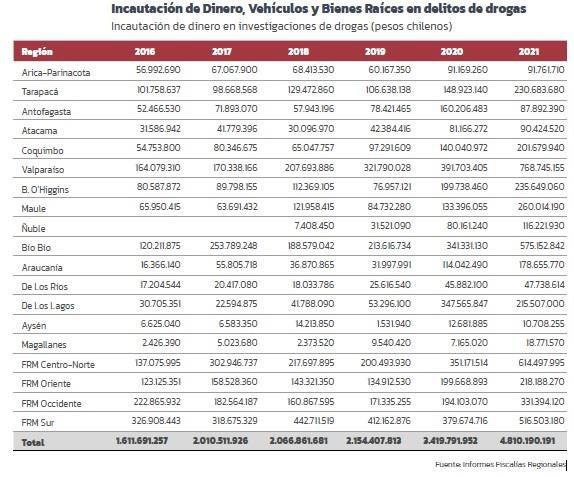 Incautación de Dinero, Vehículos y Bienes Raíces en delitos de drogas
Incautación de dinero en investigaciones de drogas (pesos chilenos)
Región 2016 2017 2018 2019 2020 2021
Arica-Parinacota 56.992.690 67.067.900 68.413.530 60.167.350 91.169.260 91.761.710
Tarapacá 101.758.637 98.668.568 129.472.860 106.638.138 148.923.140 230.683.680
Antofagasta 52.466.530 71.893.070 57.943.196 78.421.465 160.206.483 87.892.390
Atacama 31.586.942 41.779.396 30.096.970 42.384.416 81.166.272 90.424.520
Coquimbo 54.753.800 80.346.675 65.047.757 97.291.609 140.040.972 201.679.940
Valparaíso 164.079.310 170.338.166 207.693.886 321.790.028 391.703.405 768.745.155
B. O'Higgins 80.587.872 89.798.155 112.369.105 76.957.121 199.738.460 235.649.060
Maule 65.950.415 63.691.432 121.958.415 84.732.280 133.396.055 260.014.190
Ñuble 7.408.450 31.521.090 80.161.240 116.221.930
Bío Bío 120.211.875 253.789.248 188.579.042 213.616.734 341.331.130 575.152.842
Araucanía 16.366.140 55.805.718 36.870.865 31.997.991 114.042.490 178.655.770
De Los Ríos 17.204.544 20.417.080 18.033.786 25.616.540 45.882.100 47.738.614
De Los Lagos 30.705.351 22.594.875 41.788.090 53.296.100 347.565.847 215.507.000
Aysén 6.625.040 6.583.350 14.213.850 1.531.940 12.681.885 10.708.255
Magallanes 2.426.390 5.023.680 2.373.520 9.540.420 7.165.020 18.771.570
FRM Centro-Norte 137.075.995 302.946.737 217.697.895 200.493.930 351.171.514 614.497.995
FRM Oriente 123.125.351 158.528.360 143.321.350 134.912.530 199.668.893 218.188.270
FRM Occidente 222.865.932 182.564.187 160.867.595 171.335.255 194.103.070 331.394.120
FRM Sur 326.908.443 318.675.329 442.711.519 412.162.876 379.674.716 516.503.180
Total 1.611.691.257 2.010.511.926 2.066.861.681 2.154.407.813 3.419.791.952 4.810.190.191
Fuente: Informes Fiscalías Regionales